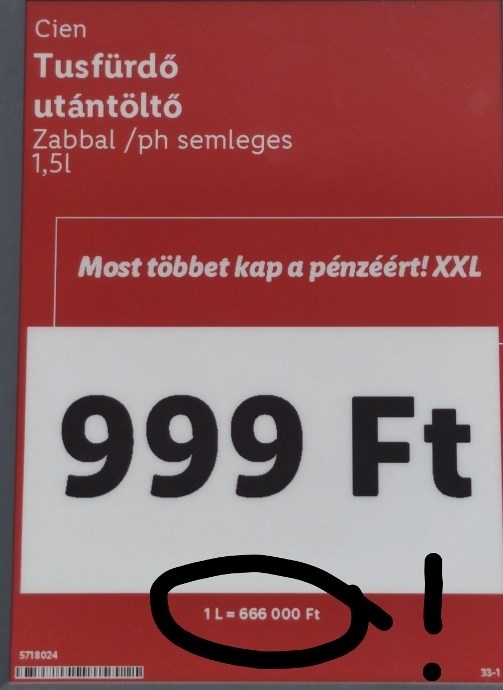 Cien
Tusfürdő
utántöltő
Zabbal /ph semleges
1,5l
Most többet kap a pénzéért! XXL
999 Ft
1 L = 666 000 Ft
!
5718024
33-1